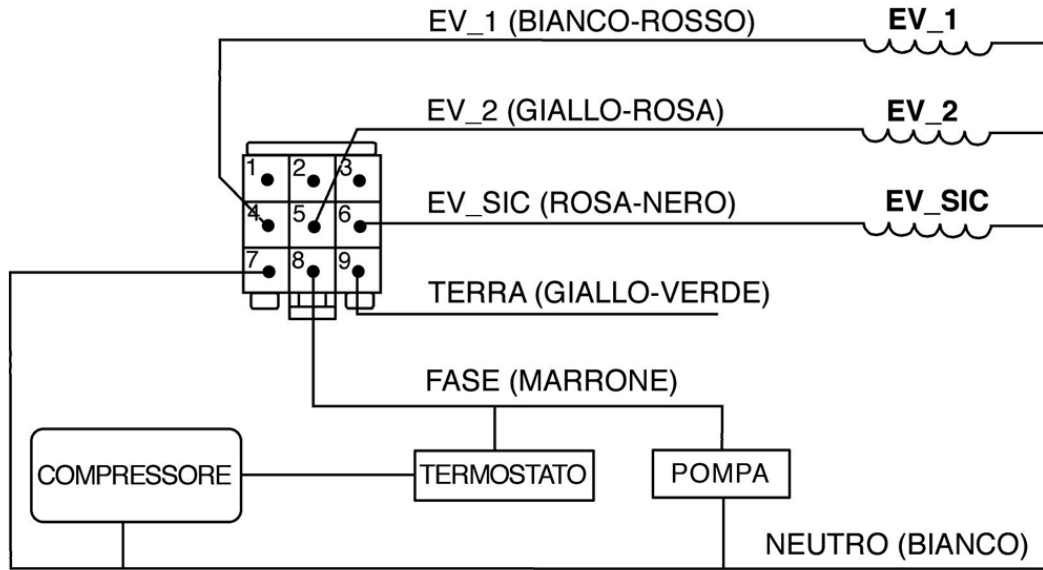 EV_1 (BIANCO-ROSSO) EV_1
EV_2 (GIALLO-ROSA) EV_2
1 2 3
EV_SIC (ROSA-NERO) EV_SIC
4 5 6
7 8 9
TERRA (GIALLO-VERDE)
FASE (MARRONE)
COMPRESSORE TERMOSTATO POMPA
NEUTRO (BIANCO)